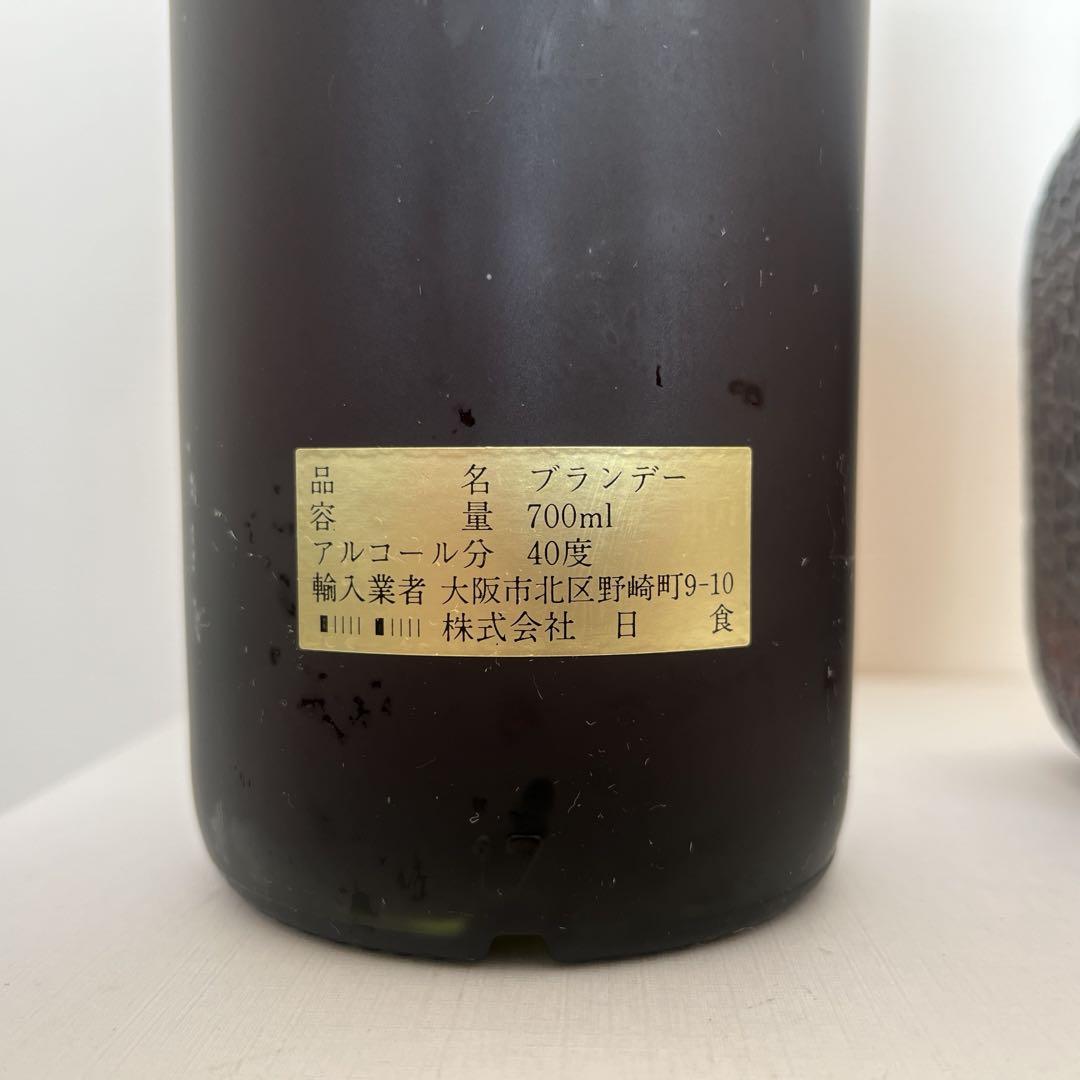 品 名 ブランデー
容 量 700ml
アルコール分 40度
輸入業者 大阪市北区野崎町9-10
株式会社 日 食